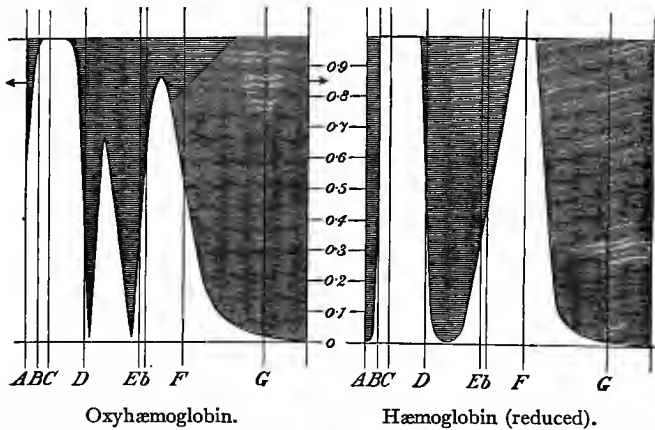 0·9
0·8
0·7
0·6
0·5
0·4
0·3
0·2
0·1
0
A B C D E b F G
A B C D E b F G
Oxyhæmoglobin.
Hæmoglobin (reduced).